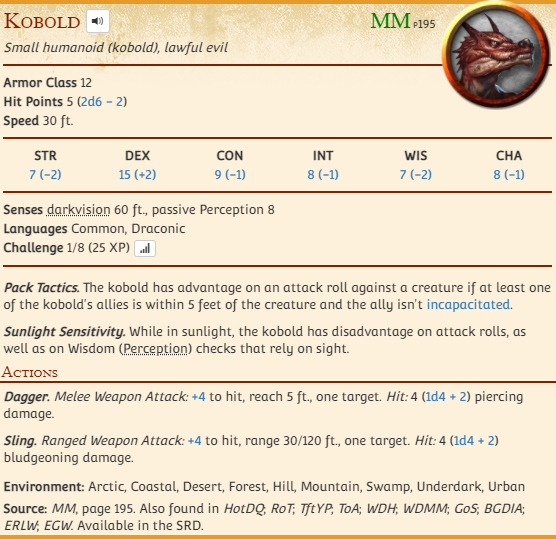 Kobold
MM P195
Small humanoid (kobold), lawful evil
Armor Class 12
Hit Points 5 (2d6 − 2)
Speed 30 ft.
STR DEX CON INT WIS CHA
7 (−2) 15 (+2) 9 (−1) 8 (−1) 7 (−2) 8 (−1)
Senses darkvision 60 ft., passive Perception 8
Languages Common, Draconic
Challenge 1/8 (25 XP)
Pack Tactics. The kobold has advantage on an attack roll against a creature if at least one
of the kobold's allies is within 5 feet of the creature and the ally isn't incapacitated.
Sunlight Sensitivity. While in sunlight, the kobold has disadvantage on attack rolls, as
well as on Wisdom (Perception) checks that rely on sight.
Actions
Dagger. Melee Weapon Attack: +4 to hit, reach 5 ft., one target. Hit: 4 (1d4 + 2) piercing
damage.
Sling. Ranged Weapon Attack: +4 to hit, range 30/120 ft., one target. Hit: 4 (1d4 + 2)
bludgeoning damage.
Environment: Arctic, Coastal, Desert, Forest, Hill, Mountain, Swamp, Underdark, Urban
Source: MM, page 195. Also found in HotDQ; RoT; TftYP; ToA; WDH; WDMM; GoS; BGDIA;
ERLW; EGW. Available in the SRD.